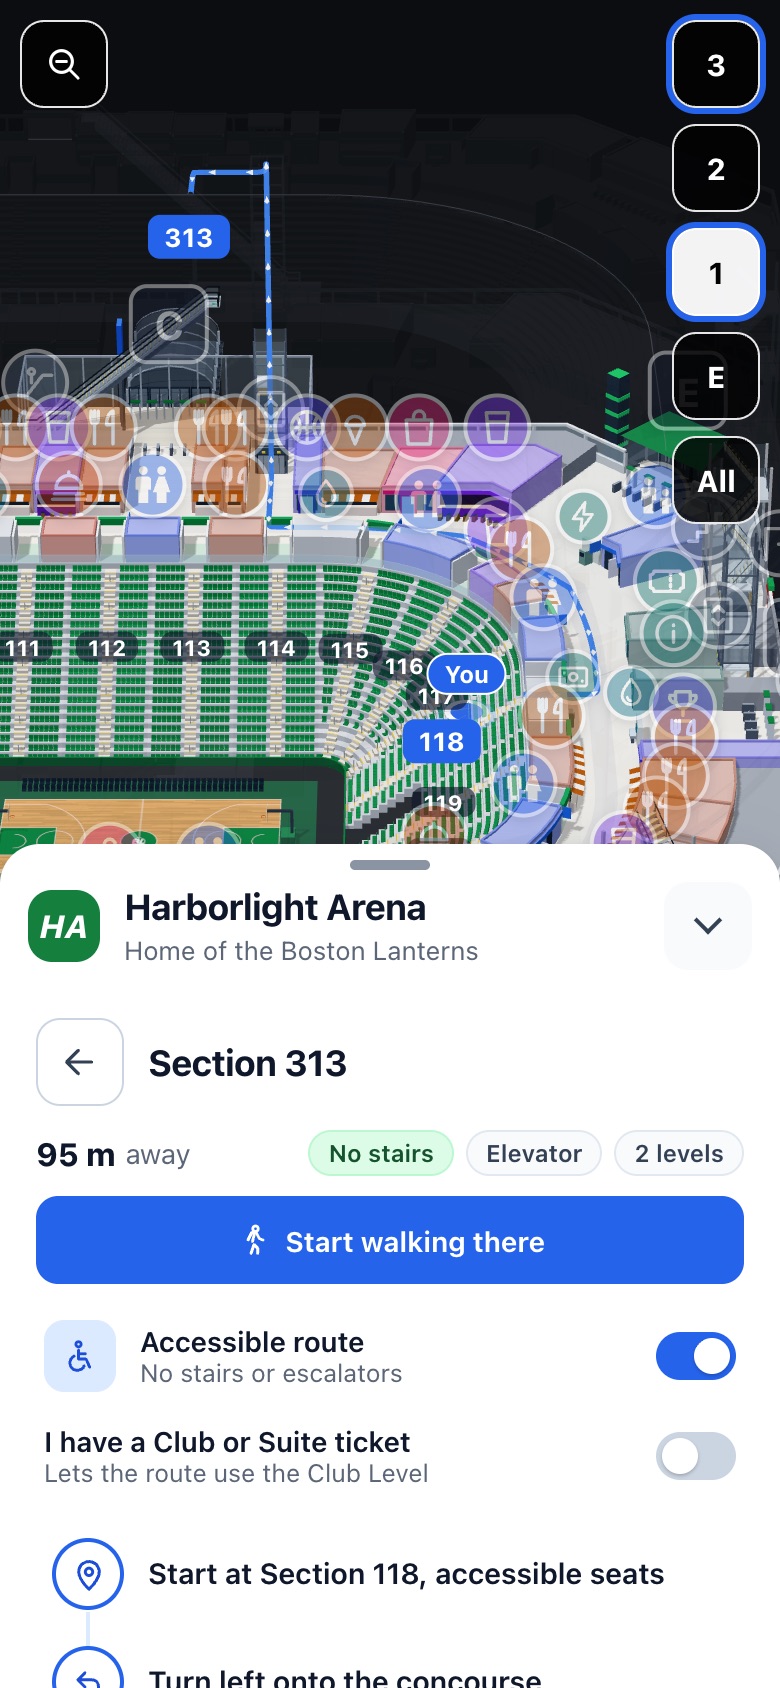 3
2
1
E
All
313
C
E
111
112
113
114
115
116
You
117
118
119
HA
Harborlight Arena
Home of the Boston Lanterns
Section 313
95 m away
No stairs
Elevator
2 levels
Start walking there
Accessible route
No stairs or escalators
I have a Club or Suite ticket
Lets the route use the Club Level
Start at Section 118, accessible seats
Turn left onto the concourse